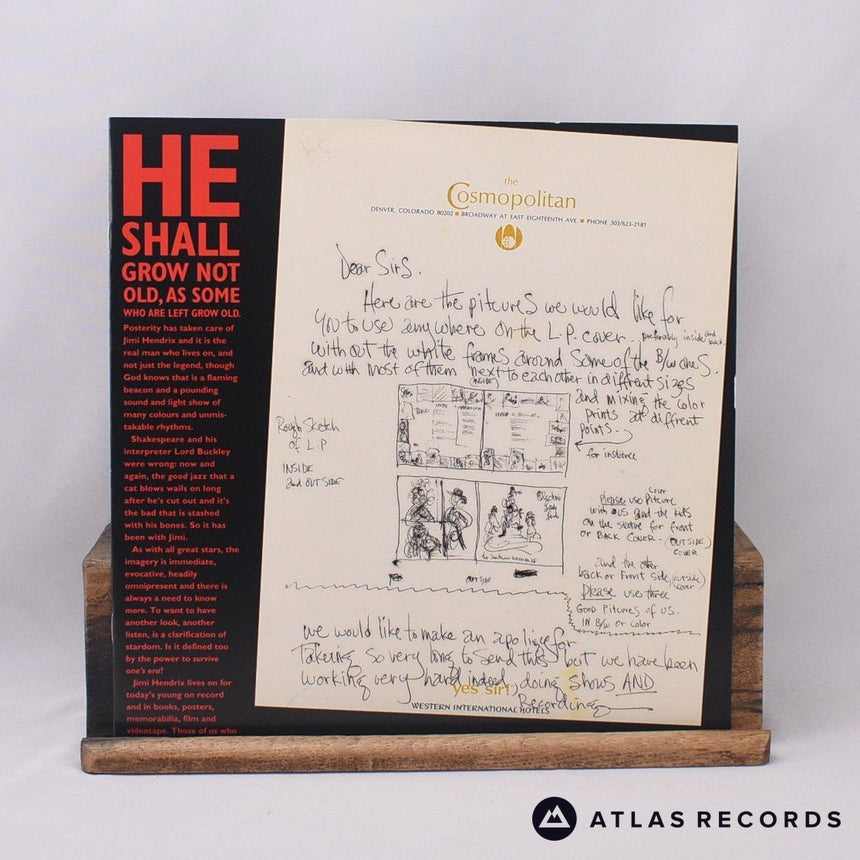 HE
SHALL
GROW NOT
OLD, AS SOME
WHO ARE LEFT GROW OLD.
Posterity has taken care of
Jimi Hendrix and it is the
real man who lives on, and
not just the legend, though
God knows that is a flaming
beacon and a pounding
sound and light show of
many colours and unmis-
takable rhythms.
Shakespeare and his
interpreter Lord Buckley
were wrong: now and
again, the good jazz that a
cat blows wails on long
after he's cut out and it's
the bad that is stashed
with his bones. So it has
been with Jimi.
As with all great stars, the
imagery is immediate,
evocative, headily
omnipresent and there is
always a need to know
more. To want to have
another look, another
listen, is a clarification of
stardom. Is it defined too
by the power to survive
one's era?
Jimi Hendrix lives on for
today's young on record
and in books, posters,
memorabilia, film and
videotape. Those of us who
the
Cosmopolitan
DENVER, COLORADO 80202 ■ BROADWAY AT EAST EIGHTEENTH AVE. ■ PHONE 303/623-2181
Dear Sirs.
Here are the pitcures we would like for
you to use anywhere on the L.P. cover. preferably inside and back.
with out the white frames around some of the B/w ones.
and with most of them next to each other in diffrent sizes
(INSIDE)
and mixing the color
prints at diffrent
points.
for instance
Rough Sketch
of L.P
INSIDE
and OUTSIDE
Electric
Lady
Land
out side
cover
Please use pitcure
with us and the kids
on the statue for front
or BACK COVER - (OUTSIDE)
COVER
and the other
back or front side, (outside)
cover
Please use three
Good Pitcures of us.
IN B/w or color
we would like to make an apoligie for
Takeing so very long to send this but we have been
working very hard indeed, doing shows AND
Recording
yes sir!
WESTERN INTERNATIONAL HOTELS
ATLAS RECORDS